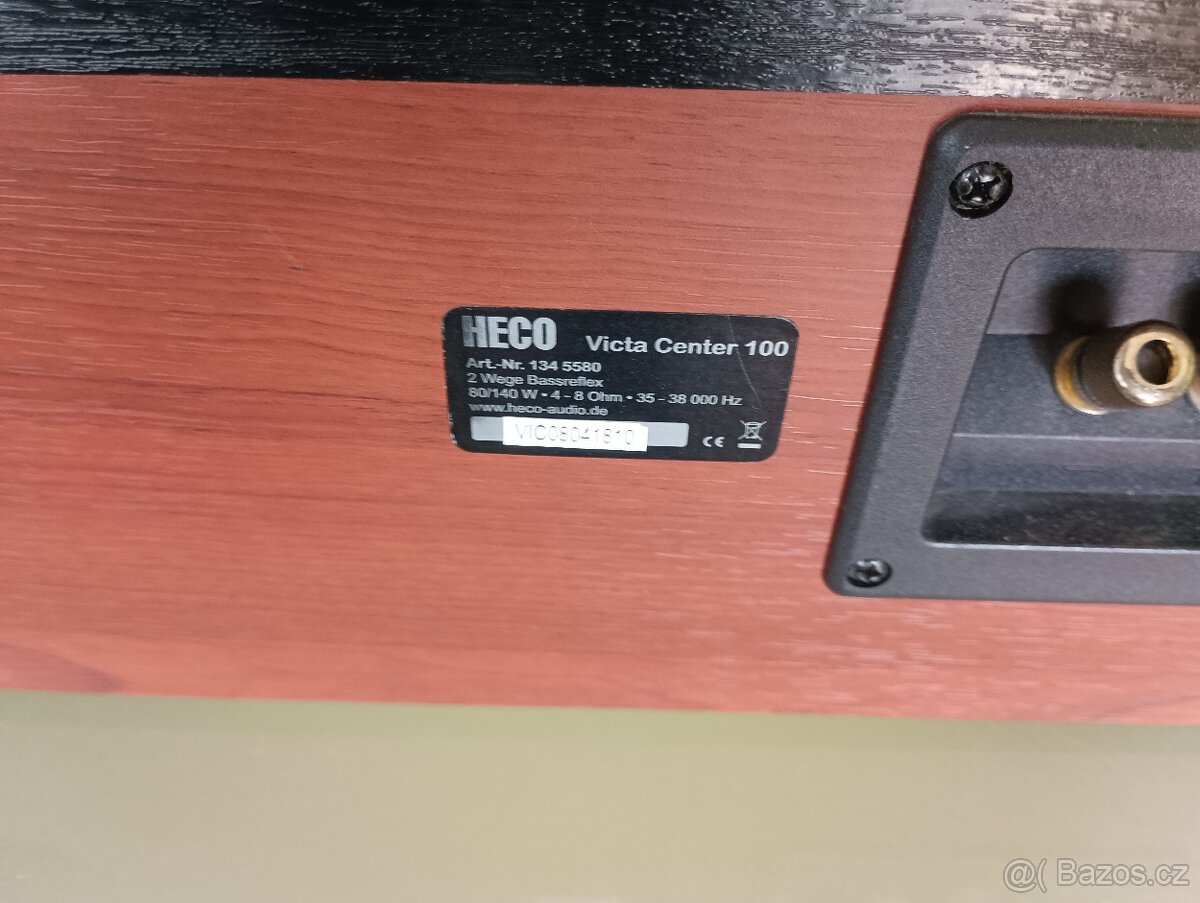 HECO Victa Center 100
Art.-Nr. 134 5580
2 Wege Bassreflex
80/140 W • 4 - 8 Ohm • 35 - 38 000 Hz
www.heco-audio.de
VIC08041810
CE
@( Bazos.cz